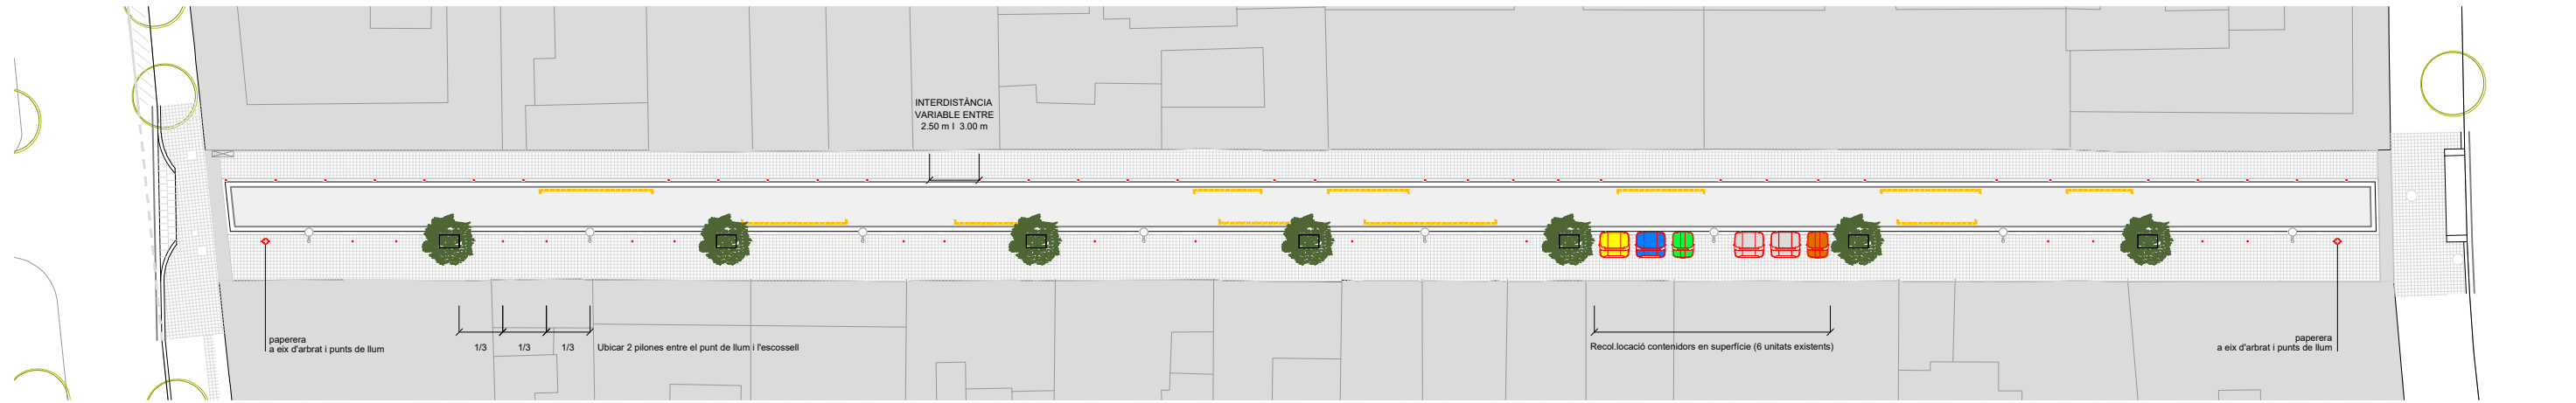 INTERDISTÀNCIA
VARIABLE ENTRE
2.50 m I 3.00 m
paperera
a eix d'arbrat i punts de llum
1/3
1/3
1/3
Ubicar 2 pilones entre el punt de llum i l'escossell
Recol.locació contenidors en superfície (6 unitats existents)
paperera
a eix d'arbrat i punts de llum